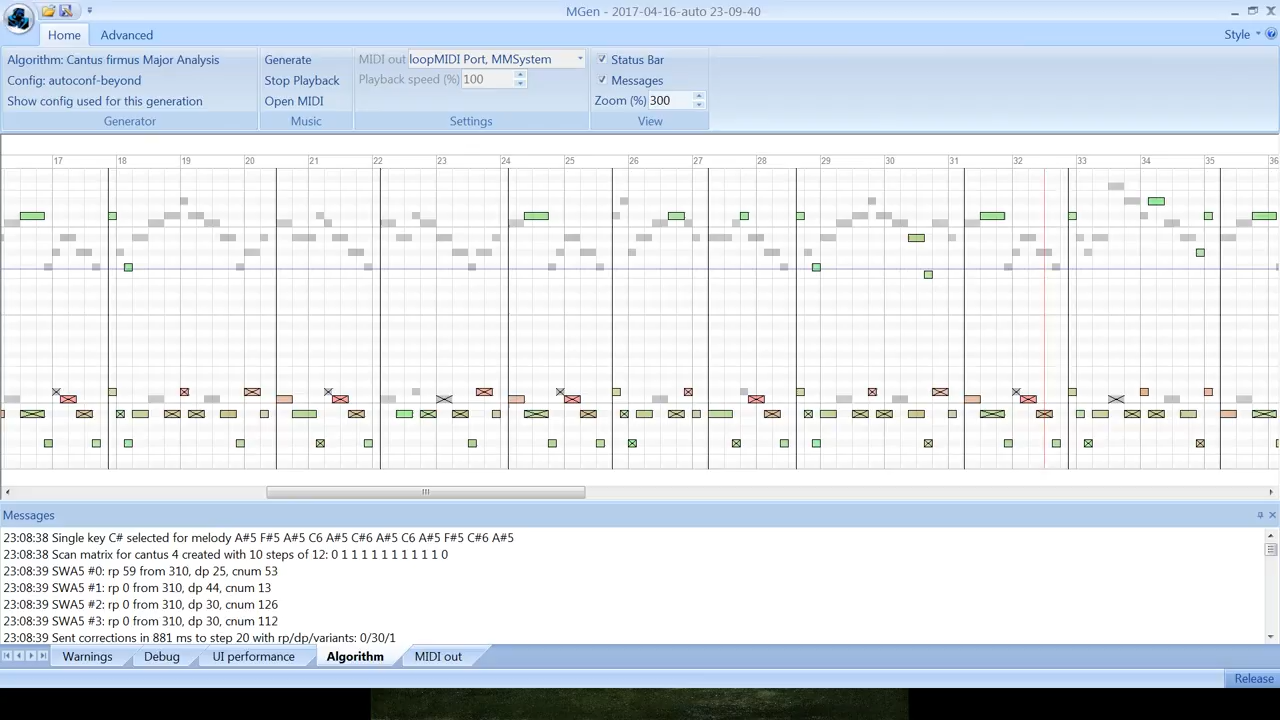 MGen - 2017-04-16-auto 23-09-40
Home Advanced Style
Algorithm: Cantus firmus Major Analysis
Config: autoconf-beyond
Show config used for this generation
Generator
Generate
Stop Playback
Open MIDI
Music
MIDI out loopMIDI Port, MMSystem
Playback speed (%) 100
Settings
Status Bar
Messages
Zoom (%) 300
View
17 18 19 20 21 22 23 24 25 26 27 28 29 30 31 32 33 34 35 36
Messages
23:08:38 Single key C# selected for melody A#5 F#5 A#5 C6 A#5 C#6 A#5 C6 A#5 F#5 C#6 A#5
23:08:38 Scan matrix for cantus 4 created with 10 steps of 12: 0 1 1 1 1 1 1 1 1 1 1 0
23:08:39 SWA5 #0: rp 59 from 310, dp 25, cnum 53
23:08:39 SWA5 #1: rp 0 from 310, dp 44, cnum 13
23:08:39 SWA5 #2: rp 0 from 310, dp 30, cnum 126
23:08:39 SWA5 #3: rp 0 from 310, dp 30, cnum 112
23:08:39 Sent corrections in 881 ms to step 20 with rp/dp/variants: 0/30/1
Warnings Debug UI performance Algorithm MIDI out
Release